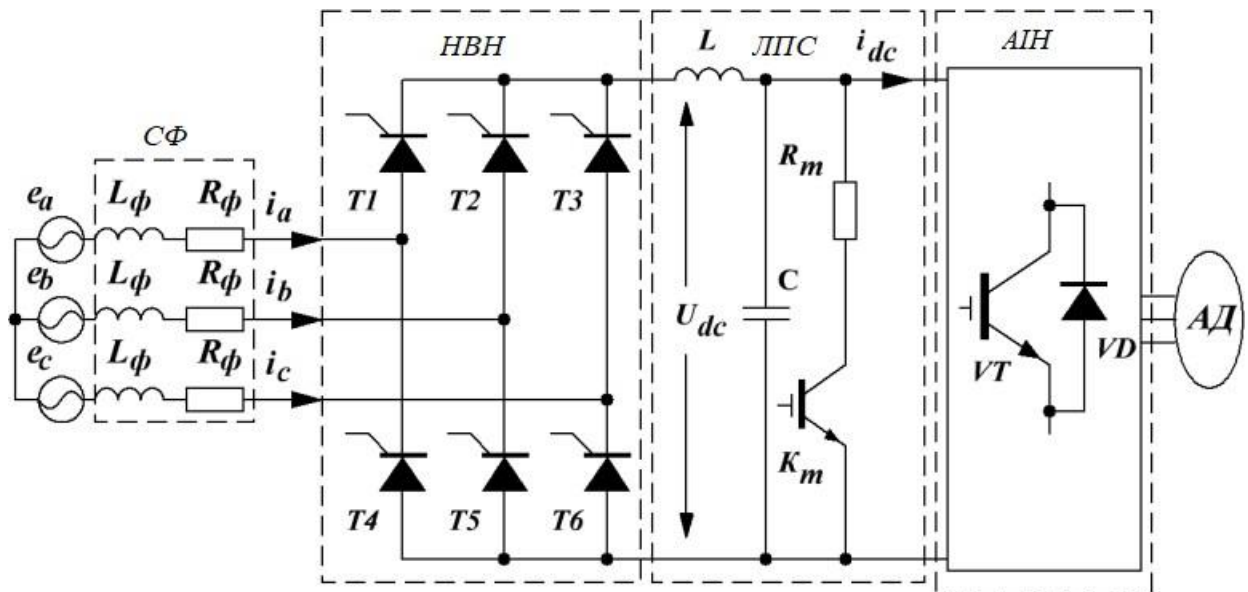 НВН
L
ЛПС
i_dc
АІН
СФ
e_a
L_ф
R_ф
i_a
T1
T2
T3
R_m
e_b
L_ф
R_ф
i_b
C
U_dc
e_c
L_ф
R_ф
i_c
VT
VD
АД
K_m
T4
T5
T6